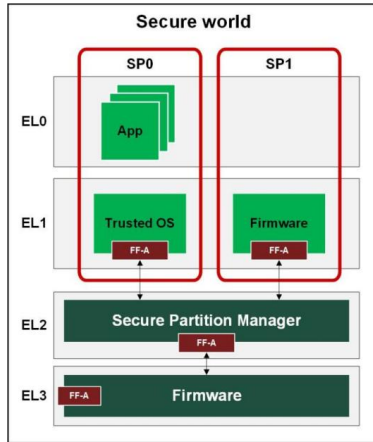 Secure world
SP0
SP1
EL0
App
EL1
Trusted OS
Firmware
FF-A
FF-A
EL2
Secure Partition Manager
FF-A
EL3
FF-A
Firmware